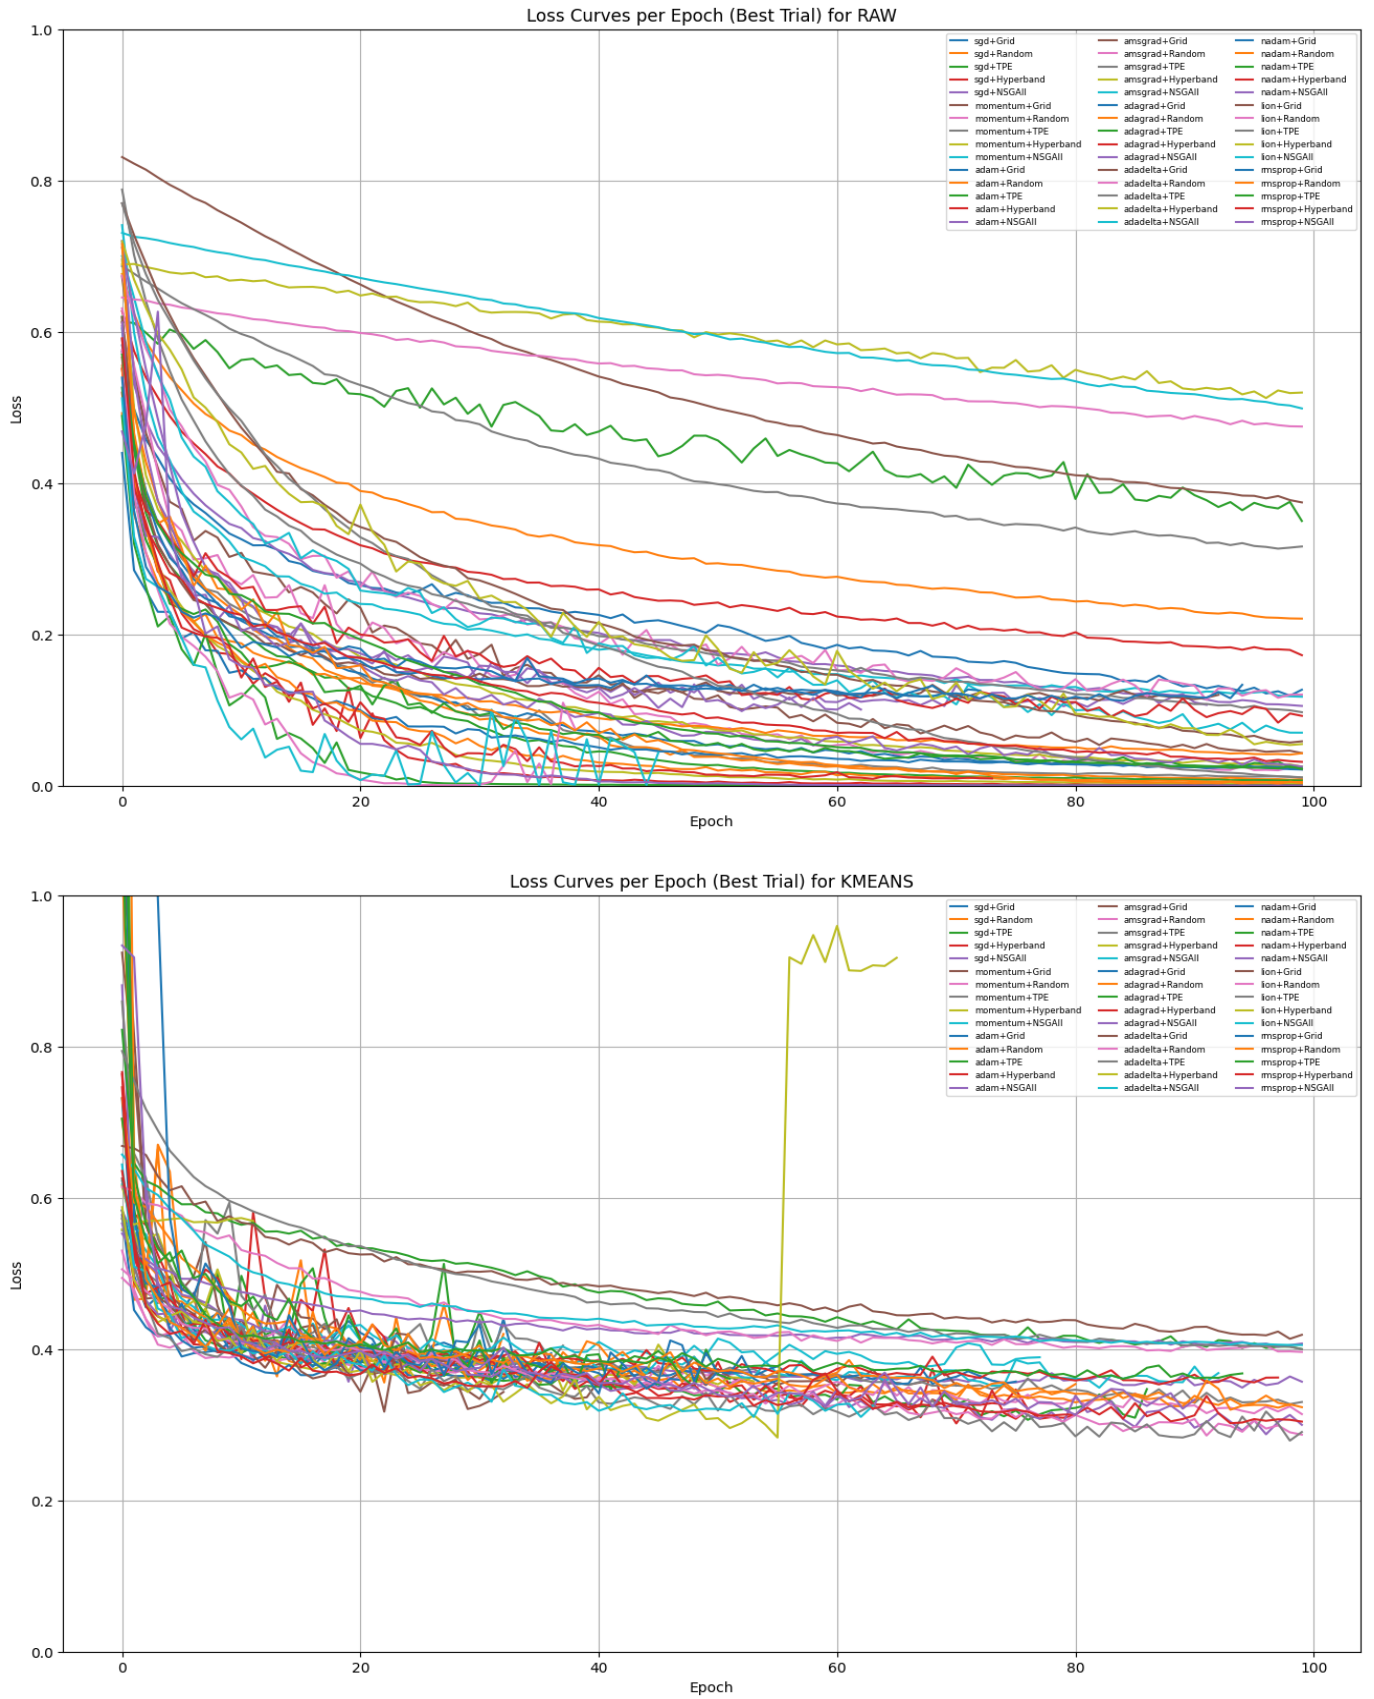 Loss Curves per Epoch (Best Trial) for RAW
1.0
0.8
0.6
0.4
0.2
0.0
Loss
sgd+Grid
sgd+Random
sgd+TPE
sgd+Hyperband
sgd+NSGAII
momentum+Grid
momentum+Random
momentum+TPE
momentum+Hyperband
momentum+NSGAII
adam+Grid
adam+Random
adam+TPE
adam+Hyperband
adam+NSGAII
amsgrad+Grid
amsgrad+Random
amsgrad+TPE
amsgrad+Hyperband
amsgrad+NSGAII
adagrad+Grid
adagrad+Random
adagrad+TPE
adagrad+Hyperband
adagrad+NSGAII
adadelta+Grid
adadelta+Random
adadelta+TPE
adadelta+Hyperband
adadelta+NSGAII
nadam+Grid
nadam+Random
nadam+TPE
nadam+Hyperband
nadam+NSGAII
lion+Grid
lion+Random
lion+TPE
lion+Hyperband
lion+NSGAII
rmsprop+Grid
rmsprop+Random
rmsprop+TPE
rmsprop+Hyperband
rmsprop+NSGAII
0 20 40 60 80 100
Epoch
Loss Curves per Epoch (Best Trial) for KMEANS
1.0
0.8
0.6
0.4
0.2
0.0
Loss
sgd+Grid
sgd+Random
sgd+TPE
sgd+Hyperband
sgd+NSGAII
momentum+Grid
momentum+Random
momentum+TPE
momentum+Hyperband
momentum+NSGAII
adam+Grid
adam+Random
adam+TPE
adam+Hyperband
adam+NSGAII
amsgrad+Grid
amsgrad+Random
amsgrad+TPE
amsgrad+Hyperband
amsgrad+NSGAII
adagrad+Grid
adagrad+Random
adagrad+TPE
adagrad+Hyperband
adagrad+NSGAII
adadelta+Grid
adadelta+Random
adadelta+TPE
adadelta+Hyperband
adadelta+NSGAII
nadam+Grid
nadam+Random
nadam+TPE
nadam+Hyperband
nadam+NSGAII
lion+Grid
lion+Random
lion+TPE
lion+Hyperband
lion+NSGAII
rmsprop+Grid
rmsprop+Random
rmsprop+TPE
rmsprop+Hyperband
rmsprop+NSGAII
0 20 40 60 80 100
Epoch